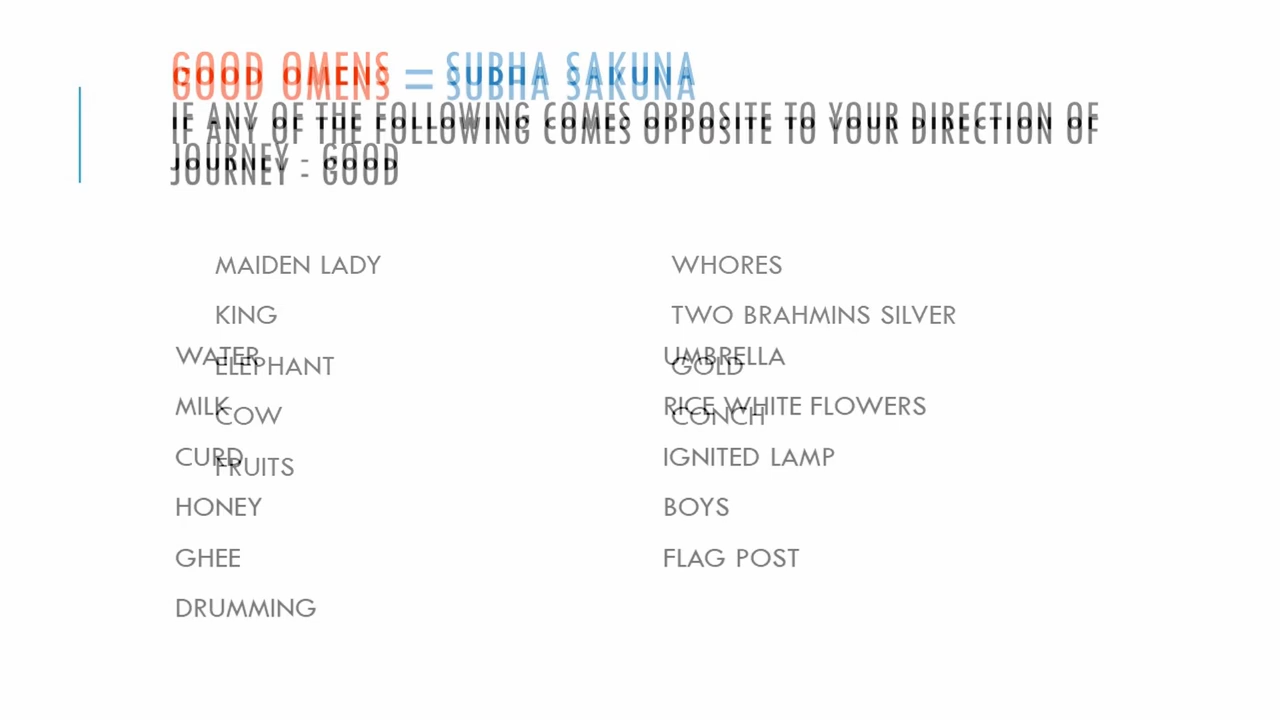 GOOD OMENS = SUBHA SAKUNA
IF ANY OF THE FOLLOWING COMES OPPOSITE TO YOUR DIRECTION OF
JOURNEY - GOOD
MAIDEN LADY
KING
ELEPHANT
COW
FRUITS
WHORES
TWO BRAHMINS SILVER
GOLD
CONCH
WATER
MILK
CURD
HONEY
GHEE
DRUMMING
UMBRELLA
RICE WHITE FLOWERS
IGNITED LAMP
BOYS
FLAG POST